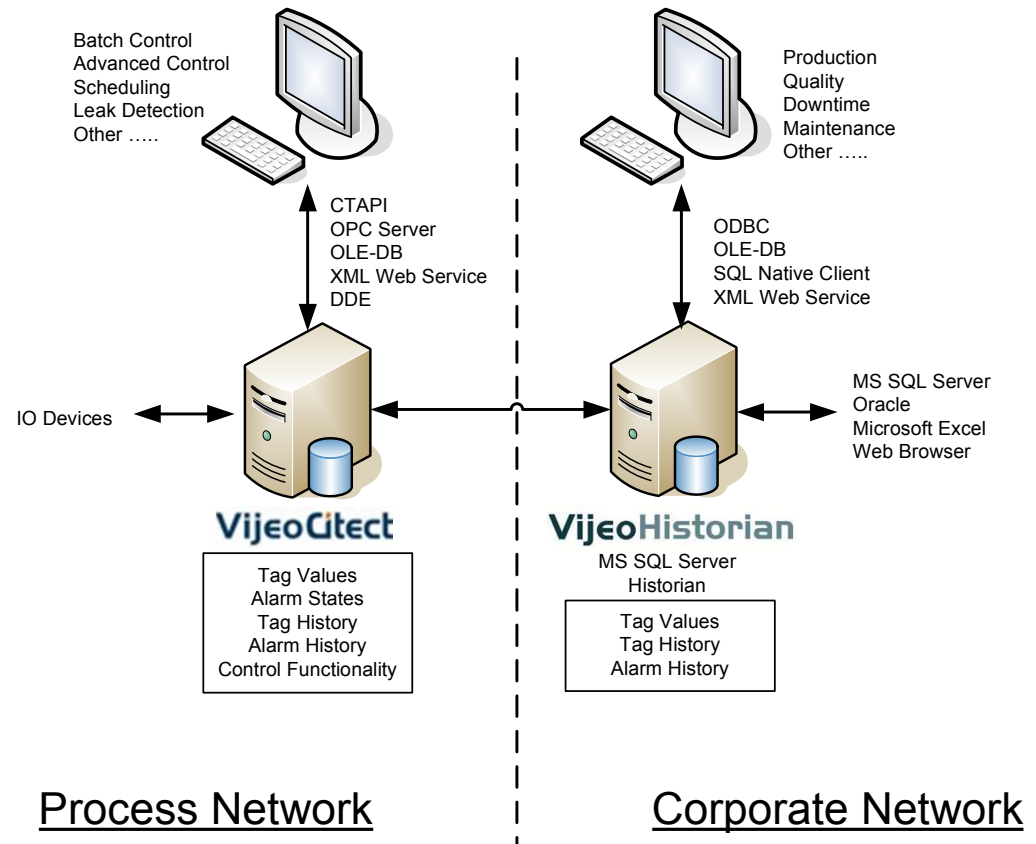 Batch Control
Advanced Control
Scheduling
Leak Detection
Other …..
Production
Quality
Downtime
Maintenance
Other …..
CTAPI
OPC Server
OLE-DB
XML Web Service
DDE
ODBC
OLE-DB
SQL Native Client
XML Web Service
IO Devices
MS SQL Server
Oracle
Microsoft Excel
Web Browser
VijeoCitect
Tag Values
Alarm States
Tag History
Alarm History
Control Functionality
VijeoHistorian
MS SQL Server
Historian
Tag Values
Tag History
Alarm History
Process Network
Corporate Network